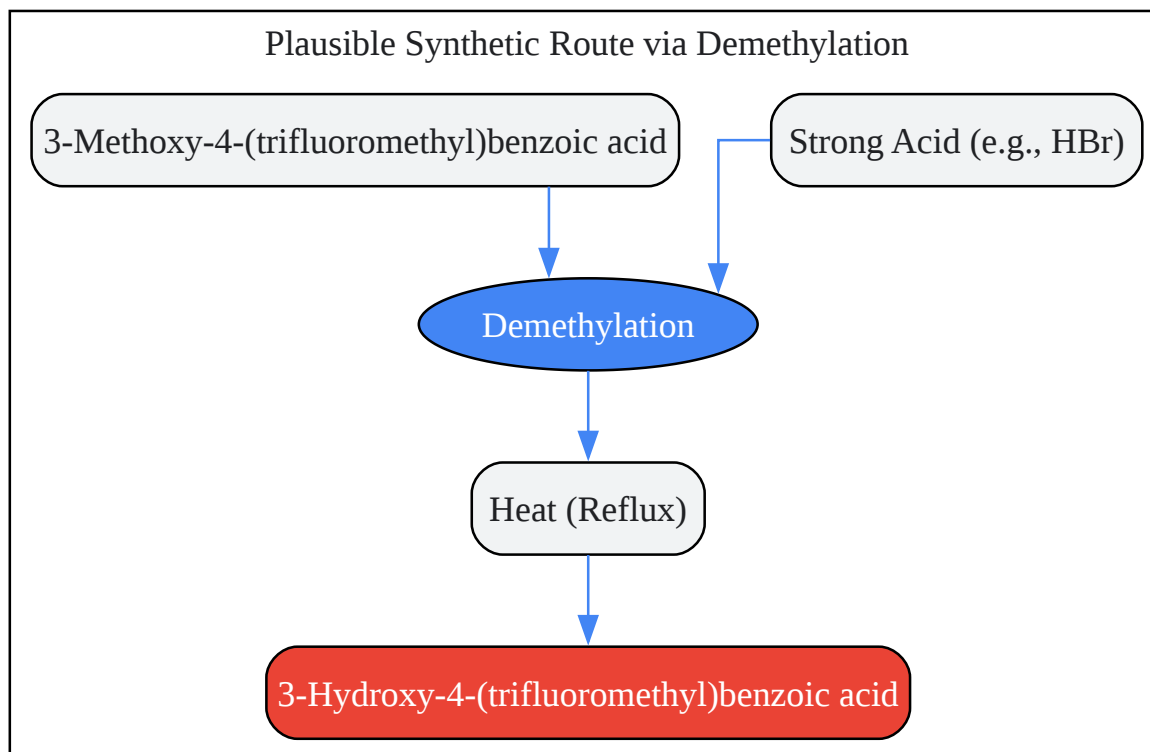 Plausible Synthetic Route via Demethylation
3-Methoxy-4-(trifluoromethyl)benzoic acid
Strong Acid (e.g., HBr)
Demethylation
Heat (Reflux)
3-Hydroxy-4-(trifluoromethyl)benzoic acid